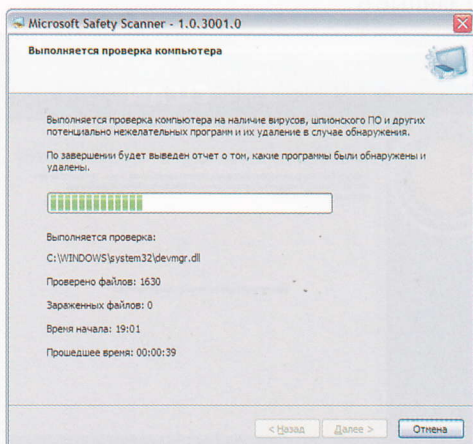 Microsoft Safety Scanner - 1.0.3001.0
Выполняется проверка компьютера
Выполняется проверка компьютера на наличие вирусов, шпионского ПО и других
потенциально нежелательных программ и их удаление в случае обнаружения.
По завершении будет выведен отчет о том, какие программы были обнаружены и
удалены.
Выполняется проверка:
C:\WINDOWS\system32\devmgr.dll
Проверено файлов: 1630
Зараженных файлов: 0
Время начала: 19:01
Прошедшее время: 00:00:39
< Назад Далее > Отмена